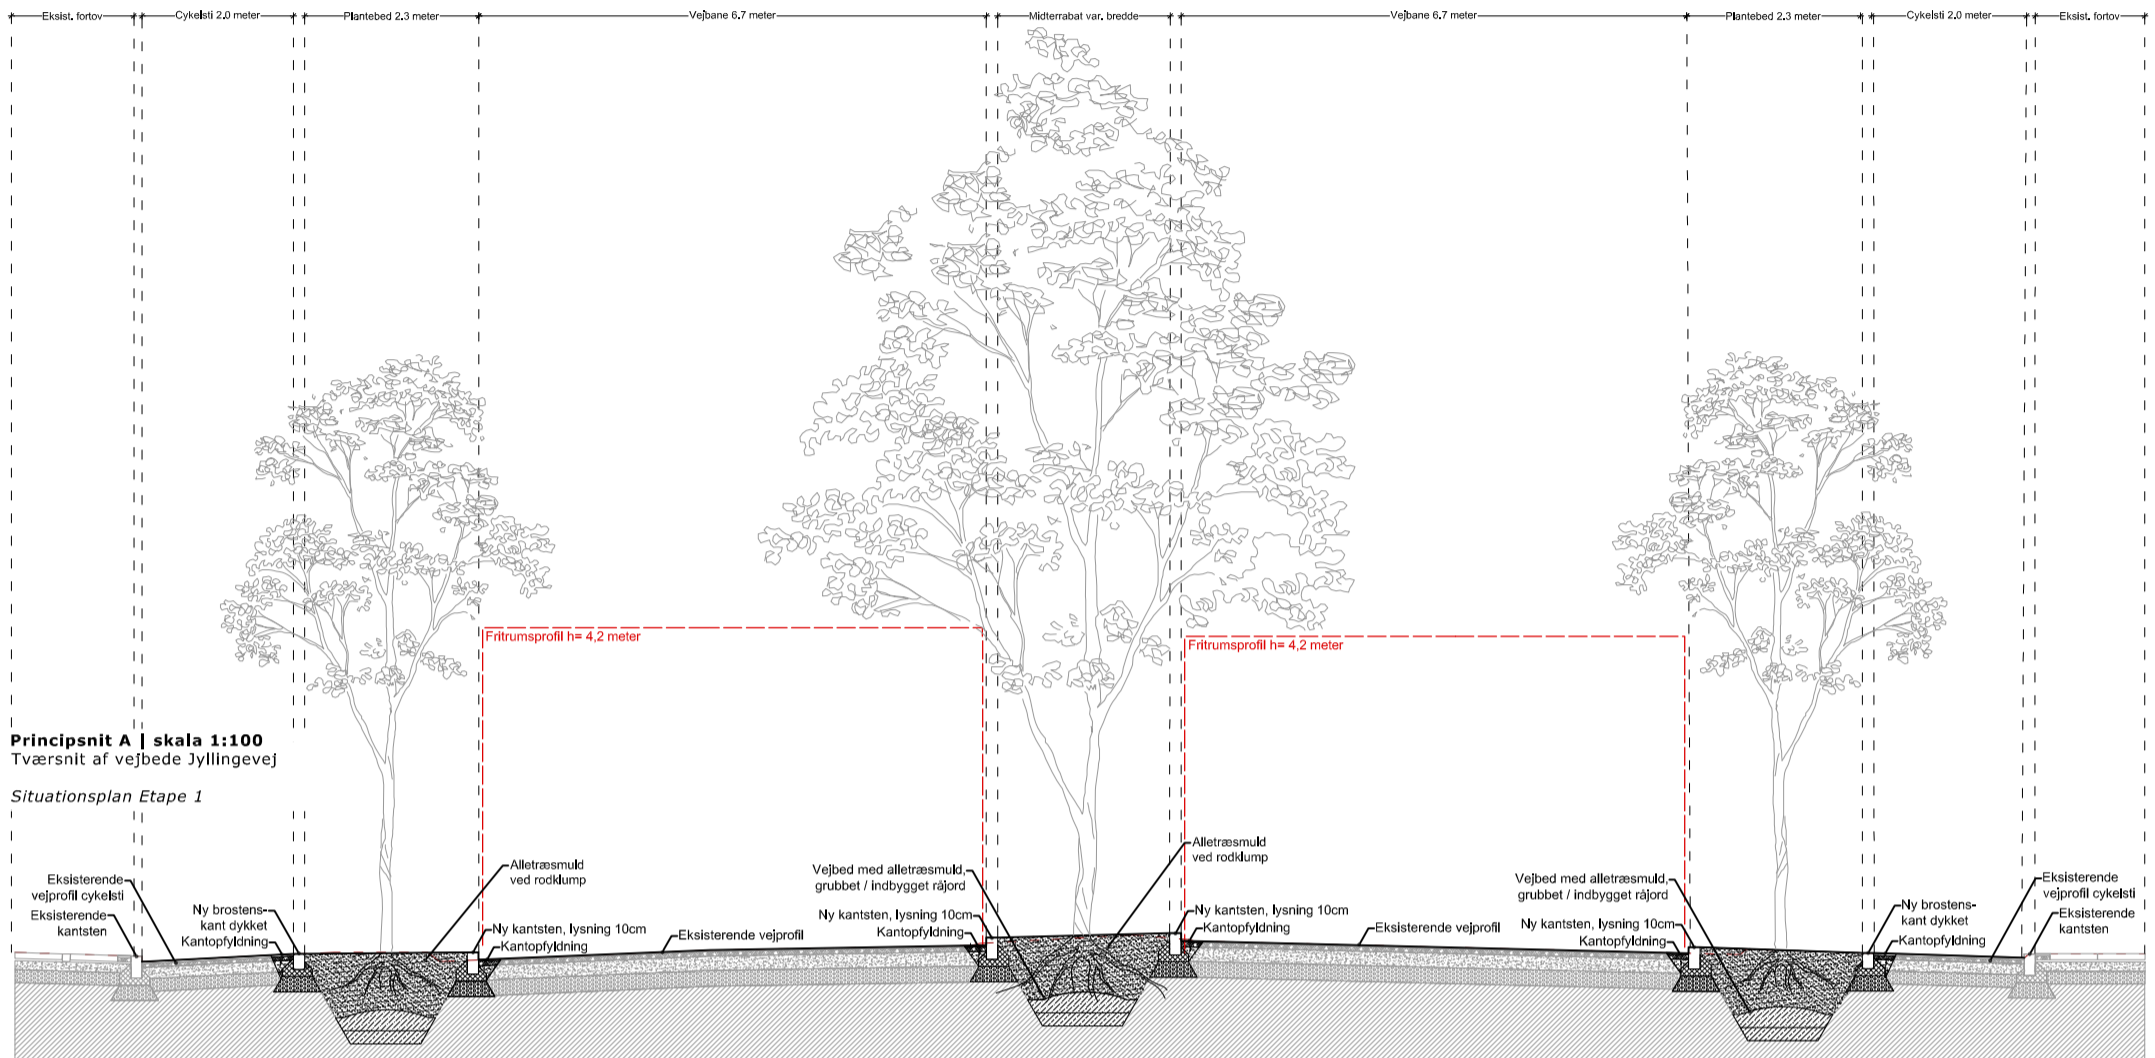 Eksist. fortov
Cykelsti 2.0 meter
Plantebed 2.3 meter
Vejbane 6.7 meter
Midterrabat var. bredde
Vejbane 6.7 meter
Plantebed 2.3 meter
Cykelsti 2.0 meter
Eksist. fortov
Fritrumsprofil h= 4,2 meter
Fritrumsprofil h= 4,2 meter
Principsnit A | skala 1:100
Tværsnit af vejbede Jyllingevej
Situationsplan Etape 1
Eksisterende
vejprofil cykelsti
Eksisterende
kantsten
Ny brostens-
kant dykket
Kantopfyldning
Alletræsmuld
ved rodklump
Ny kantsten, lysning 10cm
Kantopfyldning
Eksisterende vejprofil
Vejbed med alletræsmuld,
grubbet / indbygget råjord
Ny kantsten, lysning 10cm
Kantopfyldning
Alletræsmuld
ved rodklump
Ny kantsten, lysning 10cm
Kantopfyldning
Eksisterende vejprofil
Vejbed med alletræsmuld,
grubbet / indbygget råjord
Ny kantsten, lysning 10cm
Kantopfyldning
Ny brostens-
kant dykket
Kantopfyldning
Eksisterende
vejprofil cykelsti
Eksisterende
kantsten